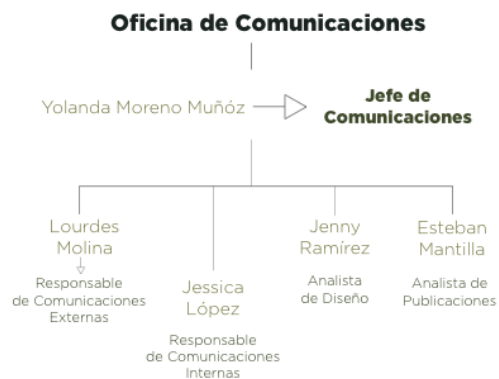 Oficina de Comunicaciones
Yolanda Moreno Muñóz
Jefe de
Comunicaciones
Lourdes
Molina
Responsable
de Comunicaciones
Externas
Jessica
López
Responsable
de Comunicaciones
Internas
Jenny
Ramírez
Analista
de Diseño
Esteban
Mantilla
Analista de
Publicaciones